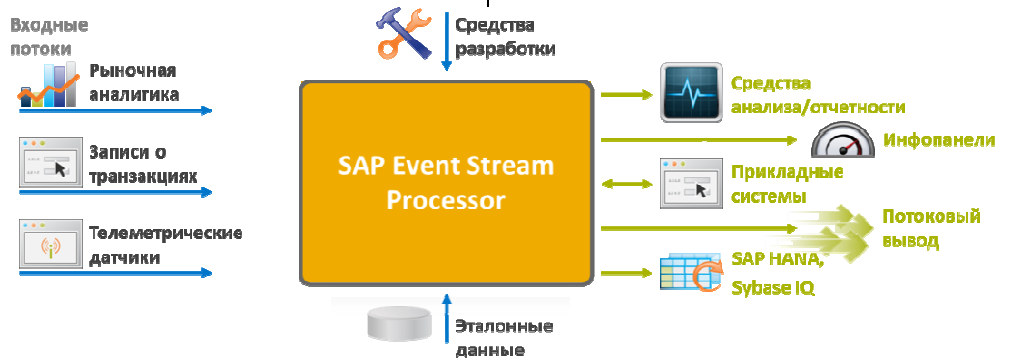 Входные
потоки
Рыночная
аналигика
Записи о
транзакциях
Телеметрические
датчики
Средства
разработки
SAP Event Stream
Processor
Эталонные
данные
Средства
анализа/отчетности
Инфопанели
Прикладные
системы
Потоковый
вывод
SAP HANA,
Sybase IQ